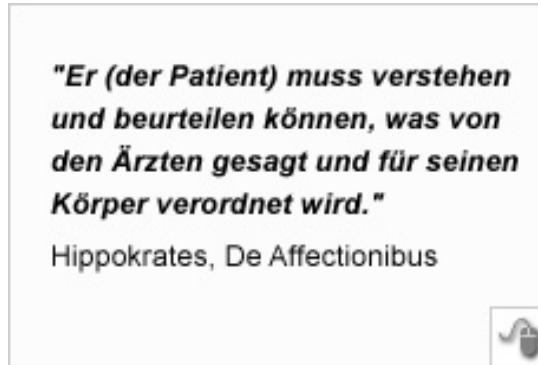 "Er (der Patient) muss verstehen
und beurteilen können, was von
den Ärzten gesagt und für seinen
Körper verordnet wird."
Hippokrates, De Affectionibus